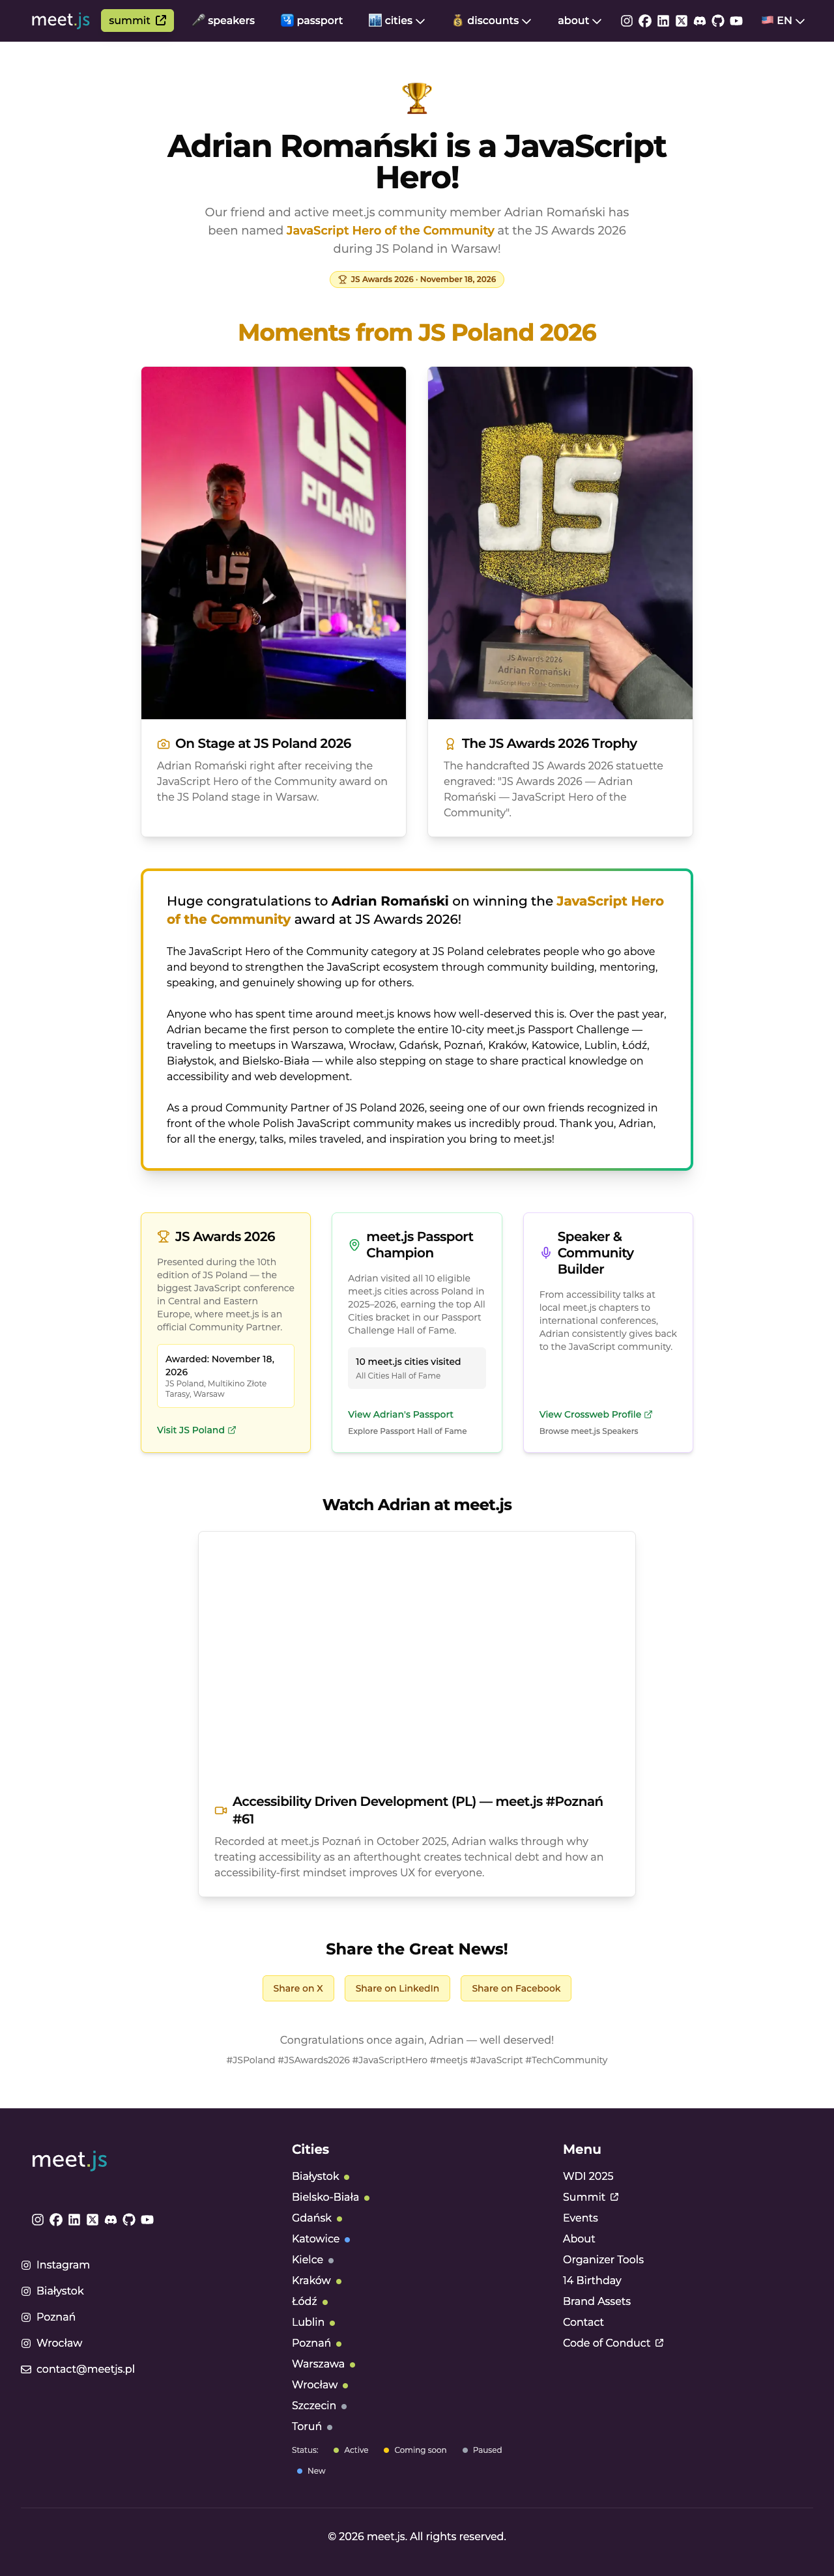 meet.js
summit
speakers
passport
cities
discounts
about
EN
Adrian Romański is a JavaScript
Hero!
Our friend and active meet.js community member Adrian Romański has
been named JavaScript Hero of the Community at the JS Awards 2026
during JS Poland in Warsaw!
JS Awards 2026 · November 18, 2026
Moments from JS Poland 2026
JS
POLAND
JS
POLAND
JS
JS
JS Awards 2026
Adrian Romański
JavaScript Hero of the Community
On Stage at JS Poland 2026
Adrian Romański right after receiving the
JavaScript Hero of the Community award on
the JS Poland stage in Warsaw.
The JS Awards 2026 Trophy
The handcrafted JS Awards 2026 statuette
engraved: "JS Awards 2026 — Adrian
Romański — JavaScript Hero of the
Community".
Huge congratulations to Adrian Romański on winning the JavaScript Hero
of the Community award at JS Awards 2026!
The JavaScript Hero of the Community category at JS Poland celebrates people who go above
and beyond to strengthen the JavaScript ecosystem through community building, mentoring,
speaking, and genuinely showing up for others.
Anyone who has spent time around meet.js knows how well-deserved this is. Over the past year,
Adrian became the first person to complete the entire 10-city meet.js Passport Challenge —
traveling to meetups in Warszawa, Wrocław, Gdańsk, Poznań, Kraków, Katowice, Lublin, Łódź,
Białystok, and Bielsko-Biała — while also stepping on stage to share practical knowledge on
accessibility and web development.
As a proud Community Partner of JS Poland 2026, seeing one of our own friends recognized in
front of the whole Polish JavaScript community makes us incredibly proud. Thank you, Adrian,
for all the energy, talks, miles traveled, and inspiration you bring to meet.js!
JS Awards 2026
Presented during the 10th
edition of JS Poland — the
biggest JavaScript conference
in Central and Eastern
Europe, where meet.js is an
official Community Partner.
Awarded: November 18,
2026
JS Poland, Multikino Złote
Tarasy, Warsaw
Visit JS Poland
meet.js Passport
Champion
Adrian visited all 10 eligible
meet.js cities across Poland in
2025–2026, earning the top All
Cities bracket in our Passport
Challenge Hall of Fame.
10 meet.js cities visited
All Cities Hall of Fame
View Adrian's Passport
Explore Passport Hall of Fame
Speaker &
Community
Builder
From accessibility talks at
local meet.js chapters to
international conferences,
Adrian consistently gives back
to the JavaScript community.
View Crossweb Profile
Browse meet.js Speakers
Watch Adrian at meet.js
Accessibility Driven Development (PL) — meet.js #Poznań
#61
Recorded at meet.js Poznań in October 2025, Adrian walks through why
treating accessibility as an afterthought creates technical debt and how an
accessibility-first mindset improves UX for everyone.
Share the Great News!
Share on X
Share on LinkedIn
Share on Facebook
Congratulations once again, Adrian — well deserved!
#JSPoland #JSAwards2026 #JavaScriptHero #meetjs #JavaScript #TechCommunity
meet.js
Instagram
Białystok
Poznań
Wrocław
contact@meetjs.pl
Cities
Białystok
Bielsko-Biała
Gdańsk
Katowice
Kielce
Kraków
Łódź
Lublin
Poznań
Warszawa
Wrocław
Szczecin
Toruń
Status:
Active
Coming soon
Paused
New
Menu
WDI 2025
Summit
Events
About
Organizer Tools
14 Birthday
Brand Assets
Contact
Code of Conduct
© 2026 meet.js. All rights reserved.